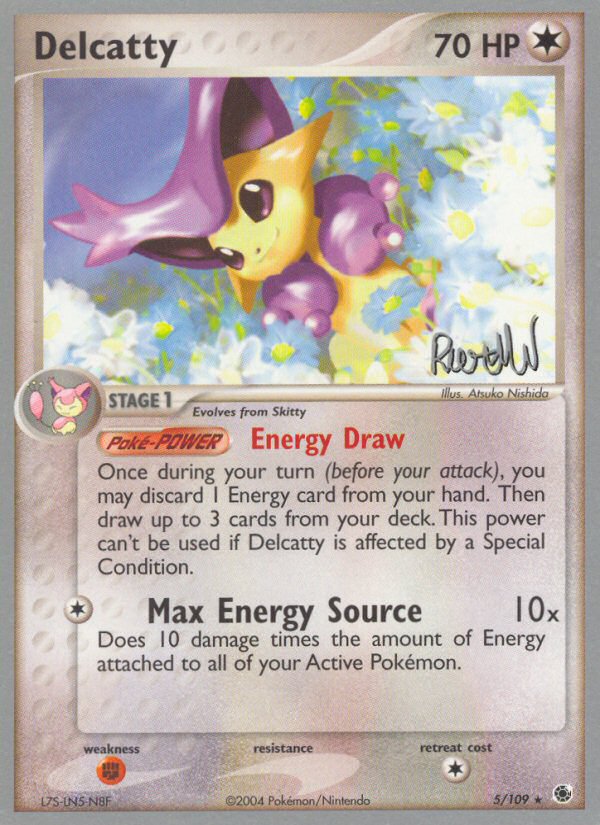 Delcatty
70 HP
Illus. Atsuko Nishida
STAGE 1
Evolves from Skitty
Poké-POWER Energy Draw
Once during your turn (before your attack), you
may discard 1 Energy card from your hand. Then
draw up to 3 cards from your deck. This power
can't be used if Delcatty is affected by a Special
Condition.
Max Energy Source 10x
Does 10 damage times the amount of Energy
attached to all of your Active Pokémon.
weakness resistance retreat cost
L7S-LN5-N8F ©2004 Pokémon/Nintendo 5/109